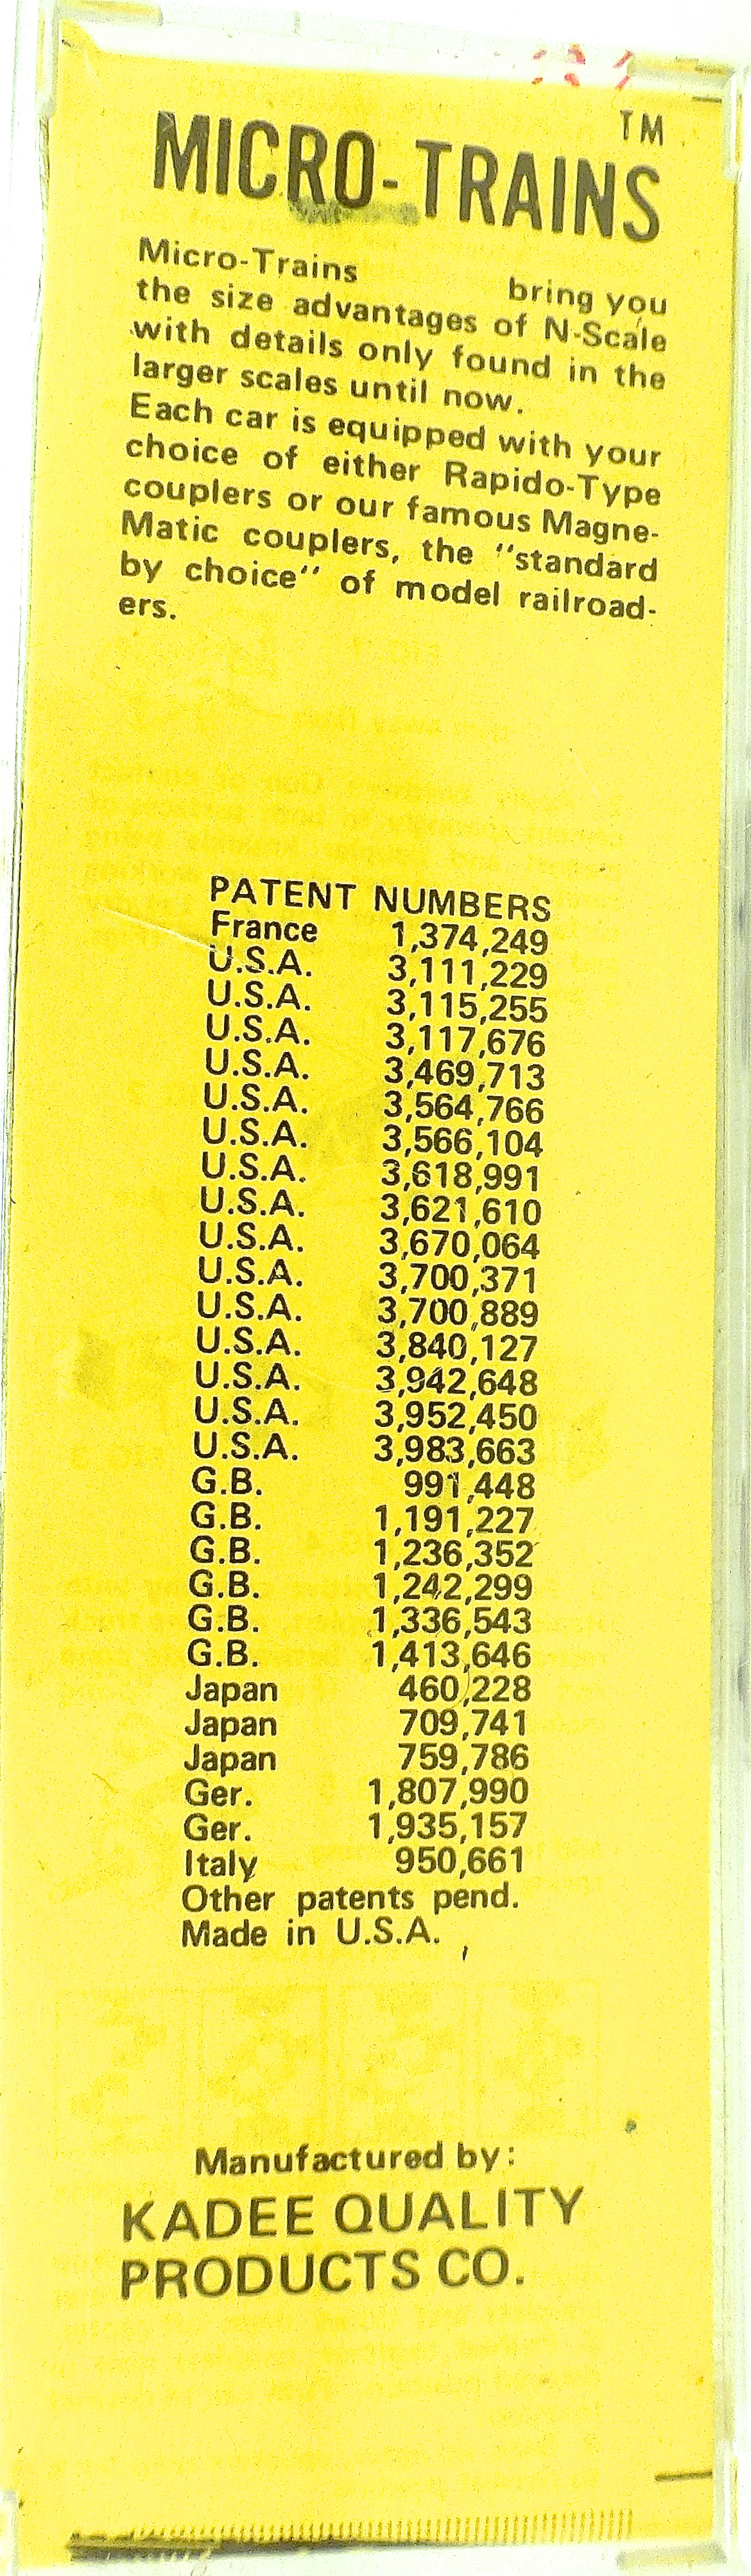 TM
MICRO-TRAINS
Micro-Trains bring you
the size advantages of N-Scale
with details only found in the
larger scales until now.
Each car is equipped with your
choice of either Rapido-Type
couplers or our famous Magne-
Matic couplers, the "standard
by choice" of model railroad-
ers.
PATENT NUMBERS
France 1,374,249
U.S.A. 3,111,229
U.S.A. 3,115,255
U.S.A. 3,117,676
U.S.A. 3,469,713
U.S.A. 3,564,766
U.S.A. 3,566,104
U.S.A. 3,618,991
U.S.A. 3,621,610
U.S.A. 3,670,064
U.S.A. 3,700,371
U.S.A. 3,700,889
U.S.A. 3,840,127
U.S.A. 3,942,648
U.S.A. 3,952,450
U.S.A. 3,983,663
G.B. 991,448
G.B. 1,191,227
G.B. 1,236,352
G.B. 1,242,299
G.B. 1,336,543
G.B. 1,413,646
Japan 460,228
Japan 709,741
Japan 759,786
Ger. 1,807,990
Ger. 1,935,157
Italy 950,661
Other patents pend.
Made in U.S.A.
Manufactured by:
KADEE QUALITY
PRODUCTS CO.